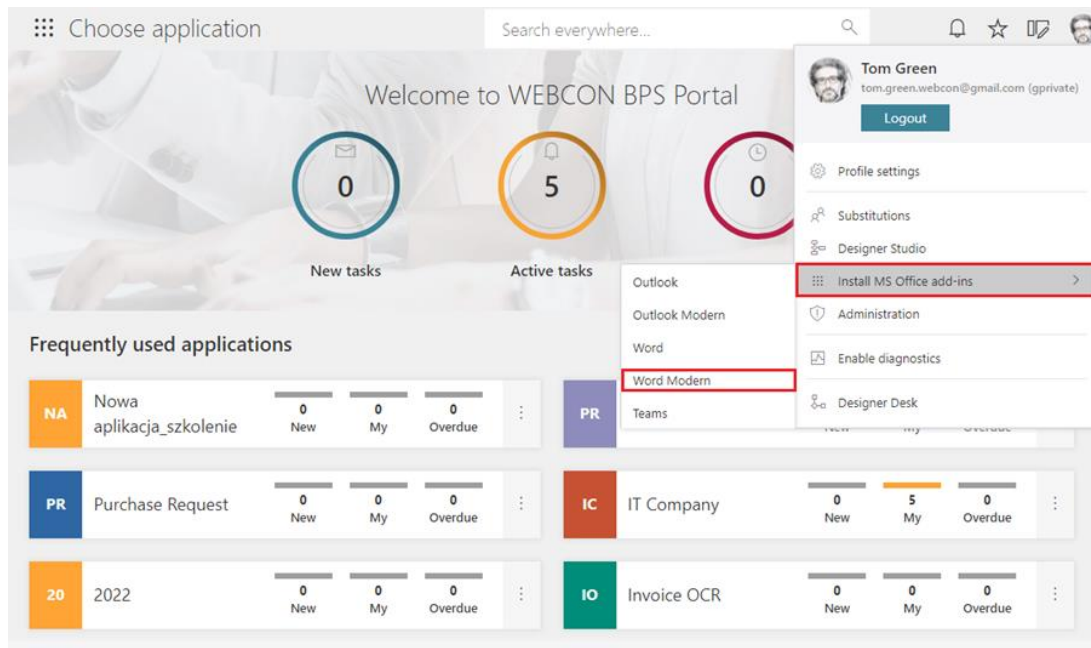 Choose application
Search everywhere...
Tom Green
tom.green.webcon@gmail.com (gprivate)
Logout
Welcome to WEBCON BPS Portal
0
5
0
New tasks
Active tasks
Profile settings
Substitutions
Designer Studio
Install MS Office add-ins
Administration
Enable diagnostics
Designer Desk
Outlook
Outlook Modern
Word
Word Modern
Teams
Frequently used applications
NA
Nowa
aplikacja_szkolenie
0 0 0
New My Overdue
PR
New My Overdue
PR
Purchase Request
0 0 0
New My Overdue
IC
IT Company
0 5 0
New My Overdue
20
2022
0 0 0
New My Overdue
IO
Invoice OCR
0 0 0
New My Overdue